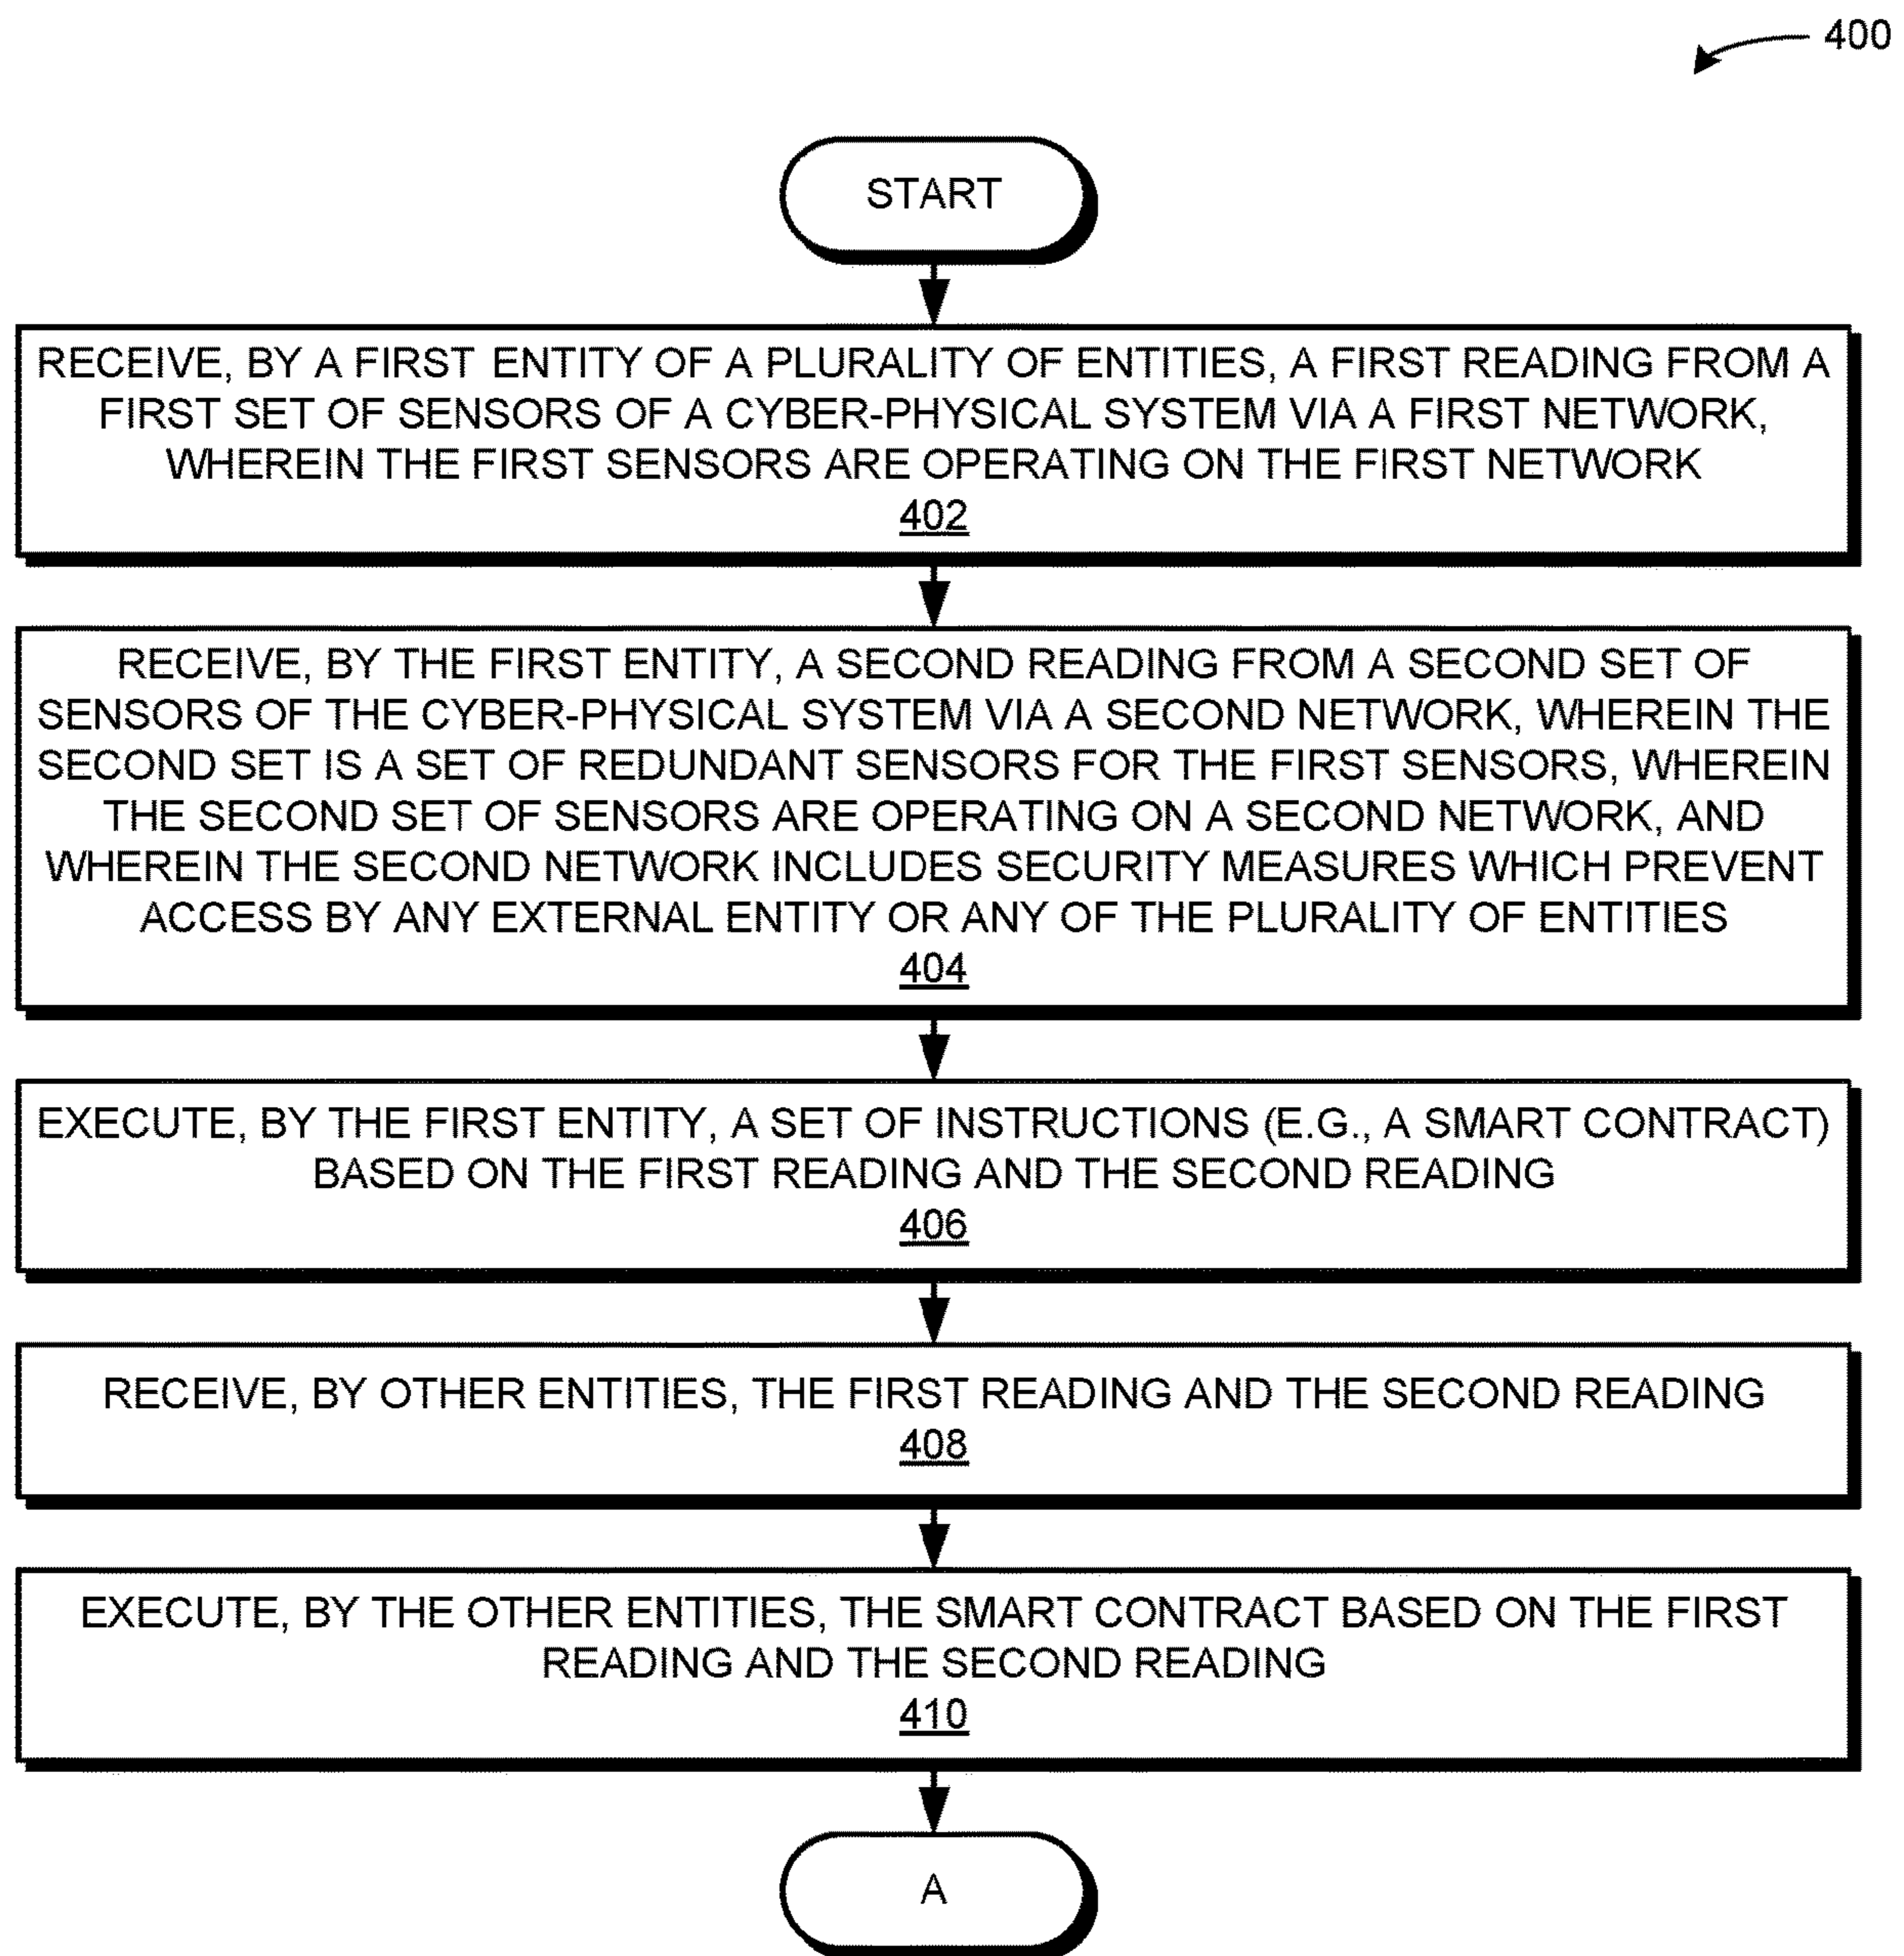 400
START
RECEIVE, BY A FIRST ENTITY OF A PLURALITY OF ENTITIES, A FIRST READING FROM A
FIRST SET OF SENSORS OF A CYBER-PHYSICAL SYSTEM VIA A FIRST NETWORK,
WHEREIN THE FIRST SENSORS ARE OPERATING ON THE FIRST NETWORK
402
RECEIVE, BY THE FIRST ENTITY, A SECOND READING FROM A SECOND SET OF
SENSORS OF THE CYBER-PHYSICAL SYSTEM VIA A SECOND NETWORK, WHEREIN THE
SECOND SET IS A SET OF REDUNDANT SENSORS FOR THE FIRST SENSORS, WHEREIN
THE SECOND SET OF SENSORS ARE OPERATING ON A SECOND NETWORK, AND
WHEREIN THE SECOND NETWORK INCLUDES SECURITY MEASURES WHICH PREVENT
ACCESS BY ANY EXTERNAL ENTITY OR ANY OF THE PLURALITY OF ENTITIES
404
EXECUTE, BY THE FIRST ENTITY, A SET OF INSTRUCTIONS (E.G., A SMART CONTRACT)
BASED ON THE FIRST READING AND THE SECOND READING
406
RECEIVE, BY OTHER ENTITIES, THE FIRST READING AND THE SECOND READING
408
EXECUTE, BY THE OTHER ENTITIES, THE SMART CONTRACT BASED ON THE FIRST
READING AND THE SECOND READING
410
A